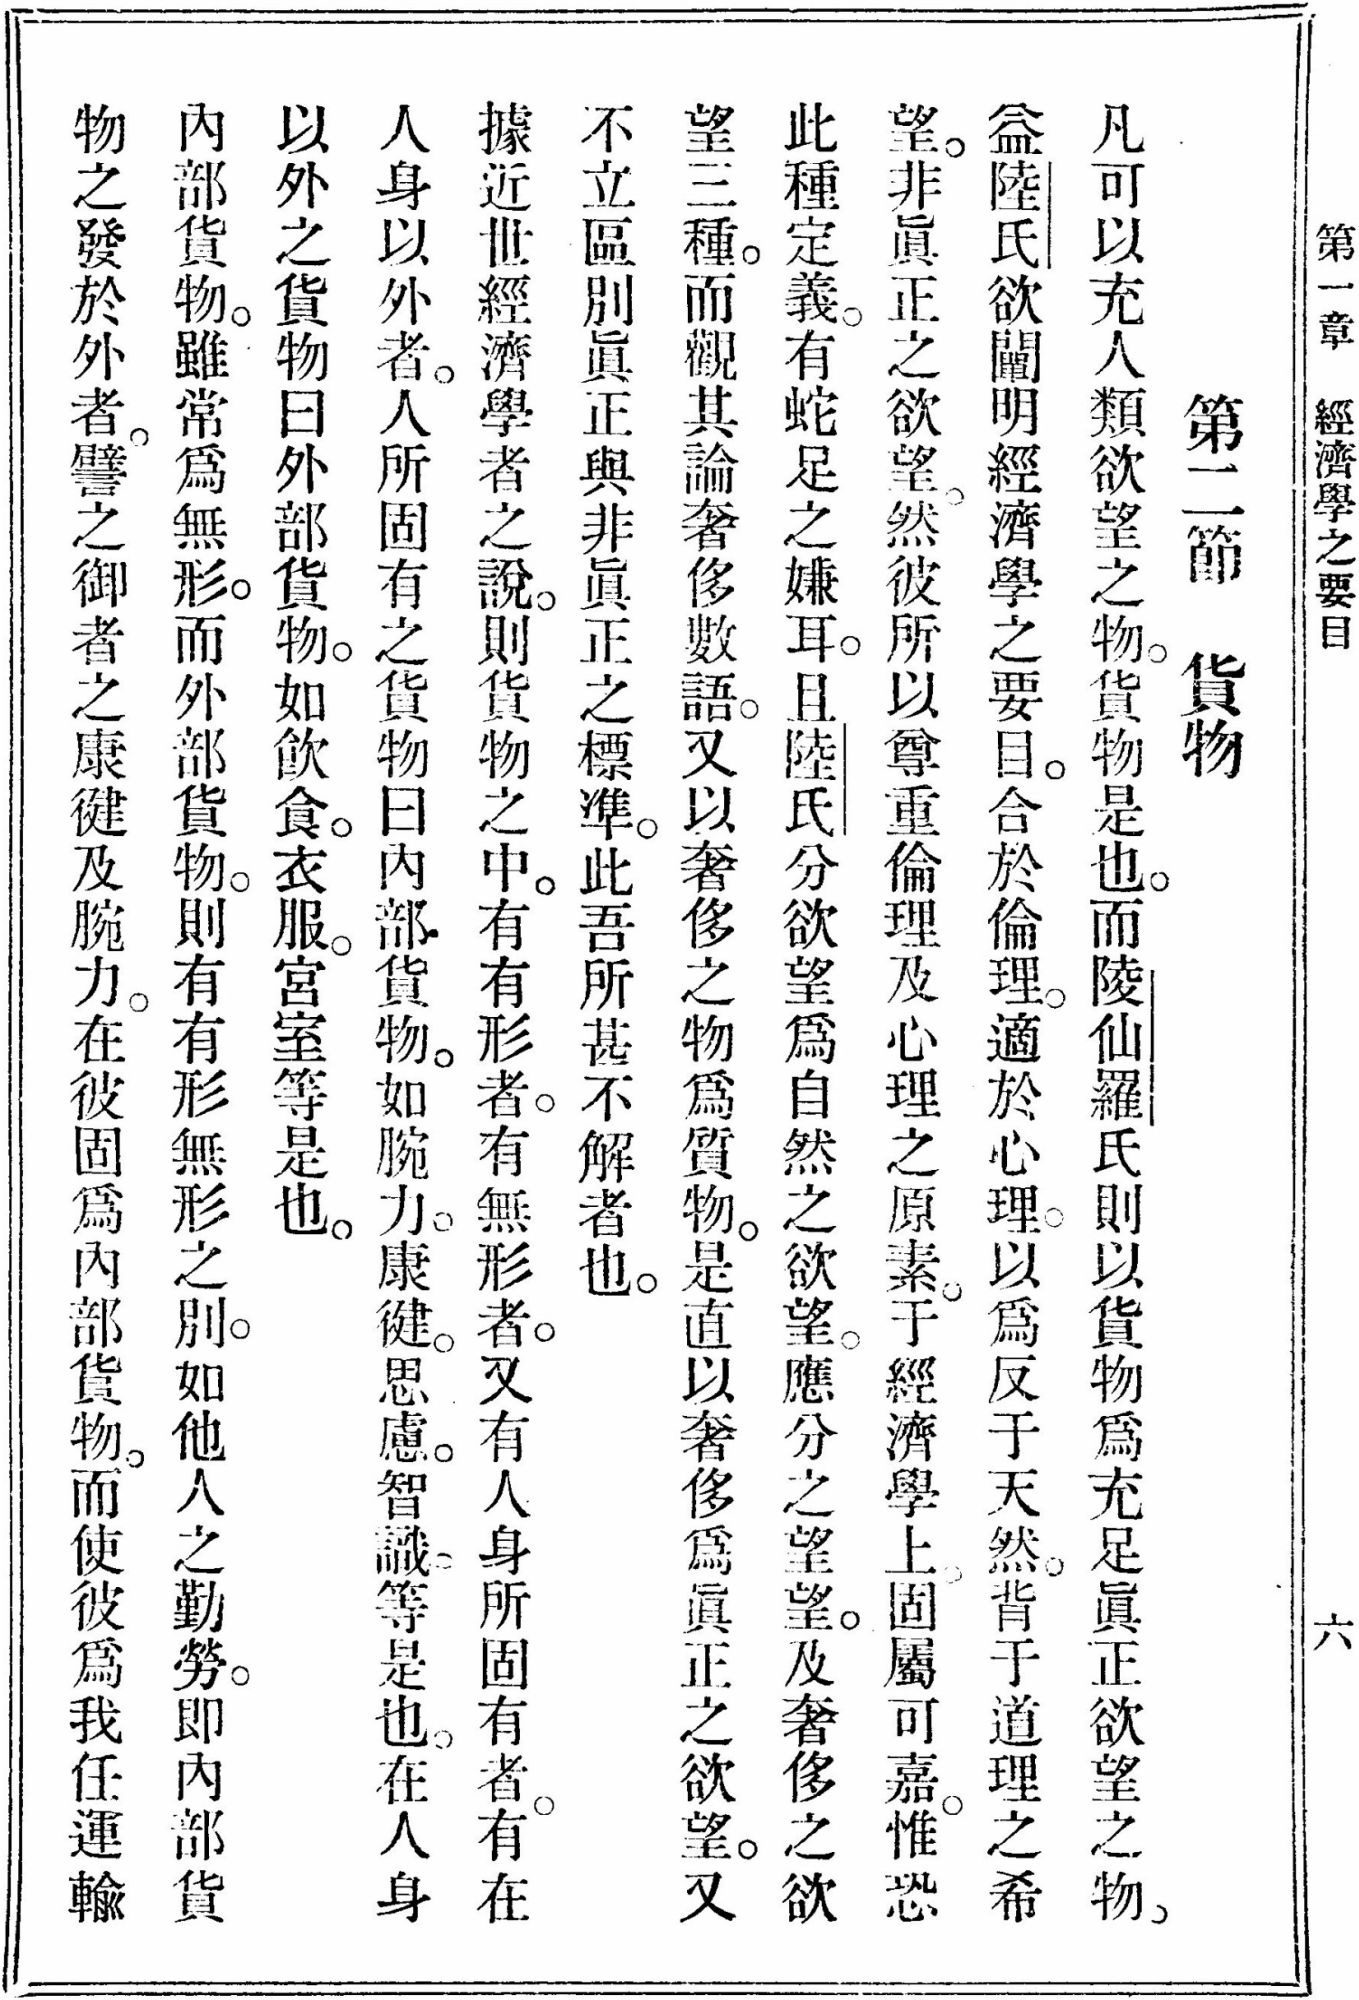 第一章　經濟學之要目
六
第二節　貨物
凡可以充人類欲望之物。貨物是也。而陵仙羅氏則以貨物爲充足眞正欲望之物。
益陸氏欲闡明經濟學之要目。合於倫理。適於心理。以爲反于天然。背于道理之希
望。非眞正之欲望。然彼所以尊重倫理及心理之原素。于經濟學上。固屬可嘉。惟恐
此種定義。有蛇足之嫌耳。且陸氏分欲望爲自然之欲望。應分之望望。及奢侈之欲
望三種。而觀其論奢侈數語。又以奢侈之物爲質物。是直以奢侈爲眞正之欲望。又
不立區別眞正與非眞正之標準。此吾所甚不解者也。
據近世經濟學者之說。則貨物之中。有有形者。有無形者。又有人身所固有者。有在
人身以外者。人所固有之貨物曰內部貨物。如腕力。康健。思慮。智識。等是也。在人身
以外之貨物曰外部貨物。如飮食。衣服。宮室等是也。
內部貨物。雖常爲無形。而外部貨物。則有有形無形之別。如他人之勤勞。即內部貨
物之發於外者。譬之御者之康健及腕力。在彼固爲內部貨物。而使彼爲我任運輸